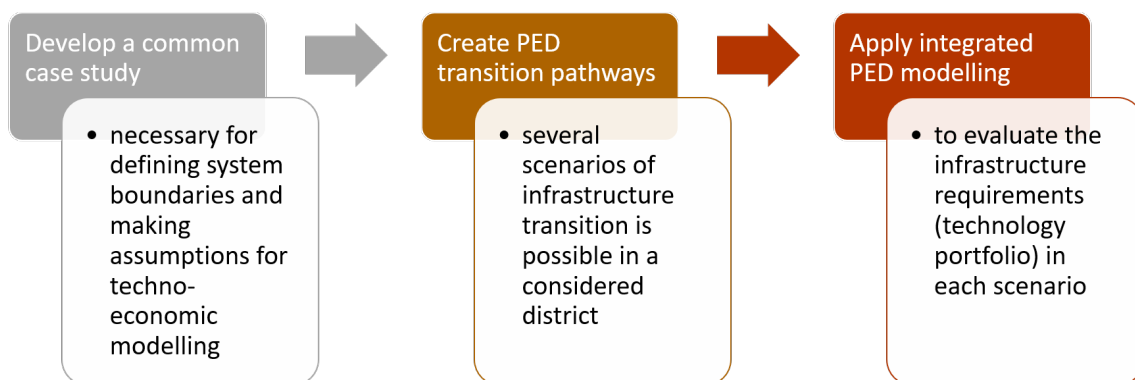 Develop a common
case study
• necessary for
defining system
boundaries and
making
assumptions for
techno-
economic
modelling
Create PED
transition pathways
• several
scenarios of
infrastructure
transition is
possible in a
considered
district
Apply integrated
PED modelling
• to evaluate the
infrastructure
requirements
(technology
portfolio) in
each scenario